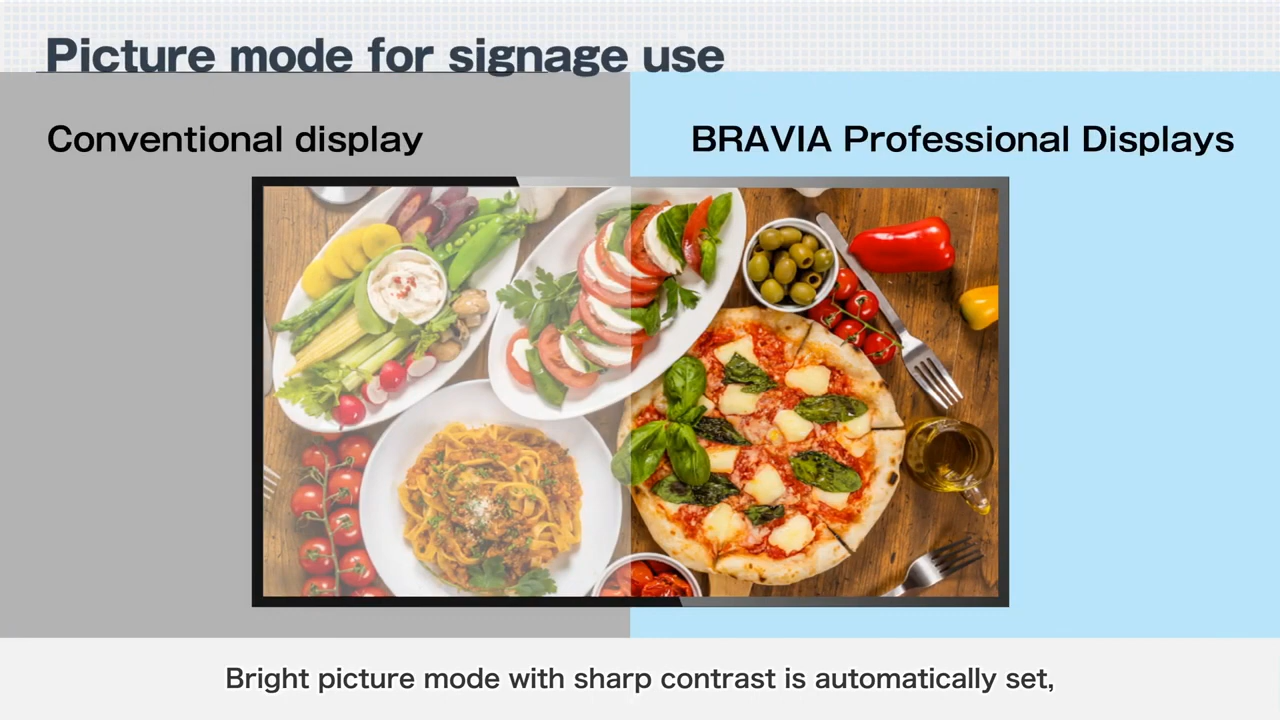 Picture mode for signage use
Conventional display
BRAVIA Professional Displays
Bright picture mode with sharp contrast is automatically set,